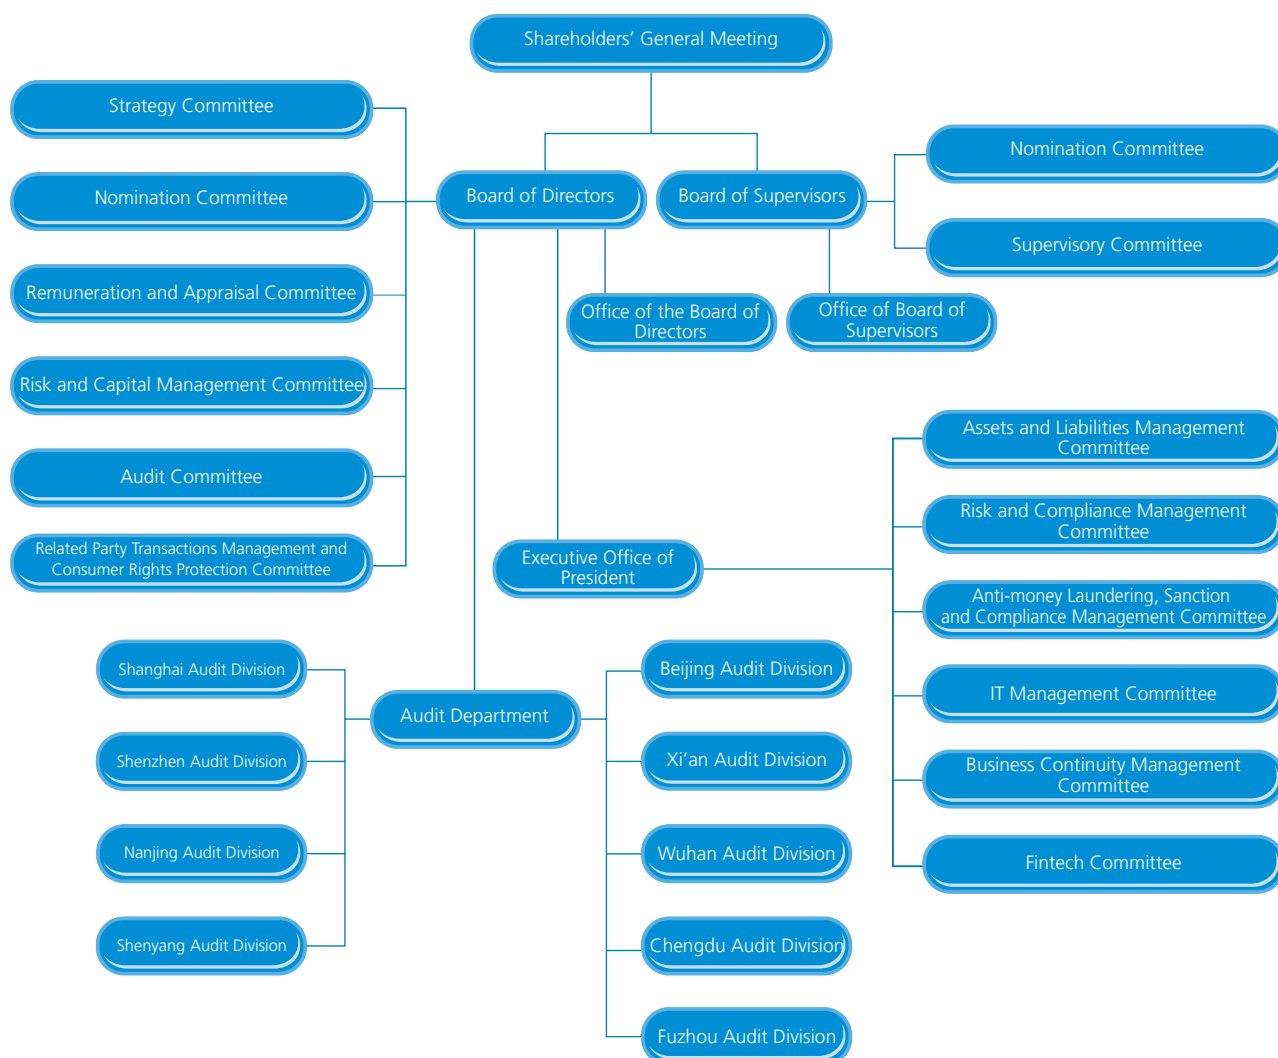 Shareholders’ General Meeting
Strategy Committee
Nomination Committee
Remuneration and Appraisal Committee
Risk and Capital Management Committee
Audit Committee
Related Party Transactions Management and
Consumer Rights Protection Committee
Board of Directors
Board of Supervisors
Nomination Committee
Supervisory Committee
Office of the Board of
Directors
Office of Board of
Supervisors
Executive Office of
President
Assets and Liabilities Management
Committee
Risk and Compliance Management
Committee
Anti-money Laundering, Sanction
and Compliance Management Committee
IT Management Committee
Business Continuity Management
Committee
Fintech Committee
Audit Department
Shanghai Audit Division
Shenzhen Audit Division
Nanjing Audit Division
Shenyang Audit Division
Beijing Audit Division
Xi’an Audit Division
Wuhan Audit Division
Chengdu Audit Division
Fuzhou Audit Division